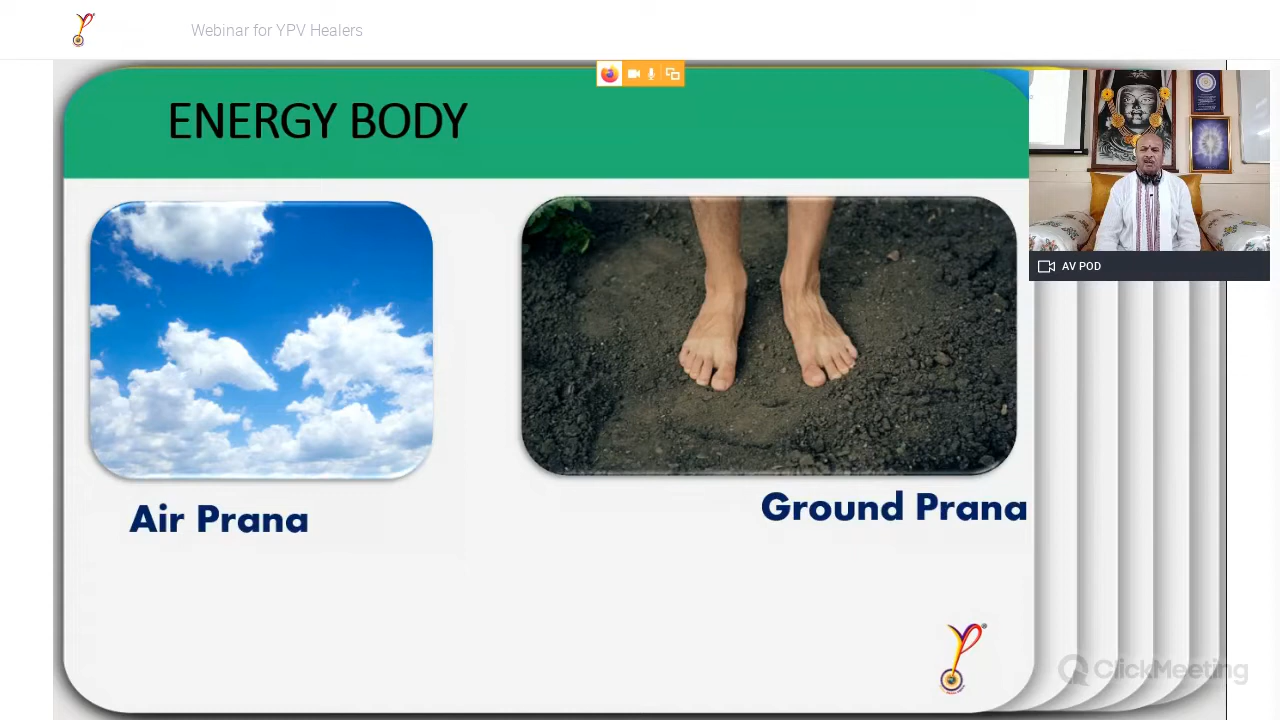 Webinar for YPV Healers
ENERGY BODY
AV POD
Air Prana
Ground Prana
ClickMeeting